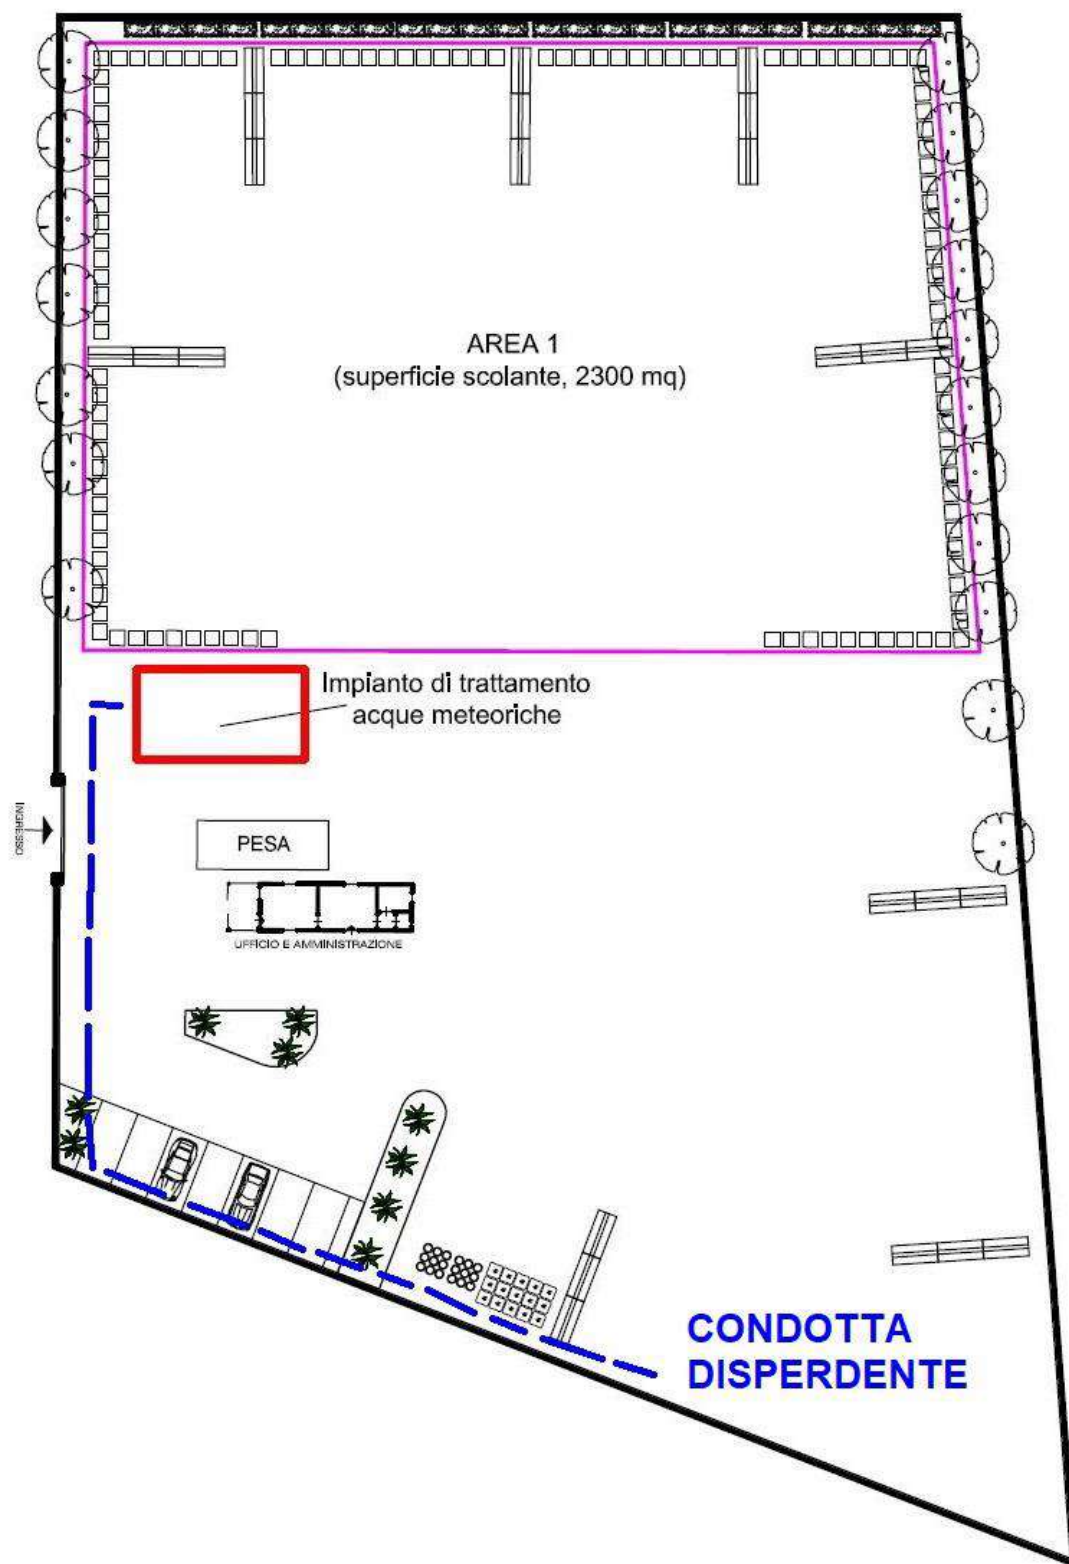 AREA 1
(superficie scolante, 2300 mq)
Impianto di trattamento
acque meteoriche
INGRESSO
PESA
UFFICIO E AMMINISTRAZIONE
CONDOTTA
DISPERDENTE